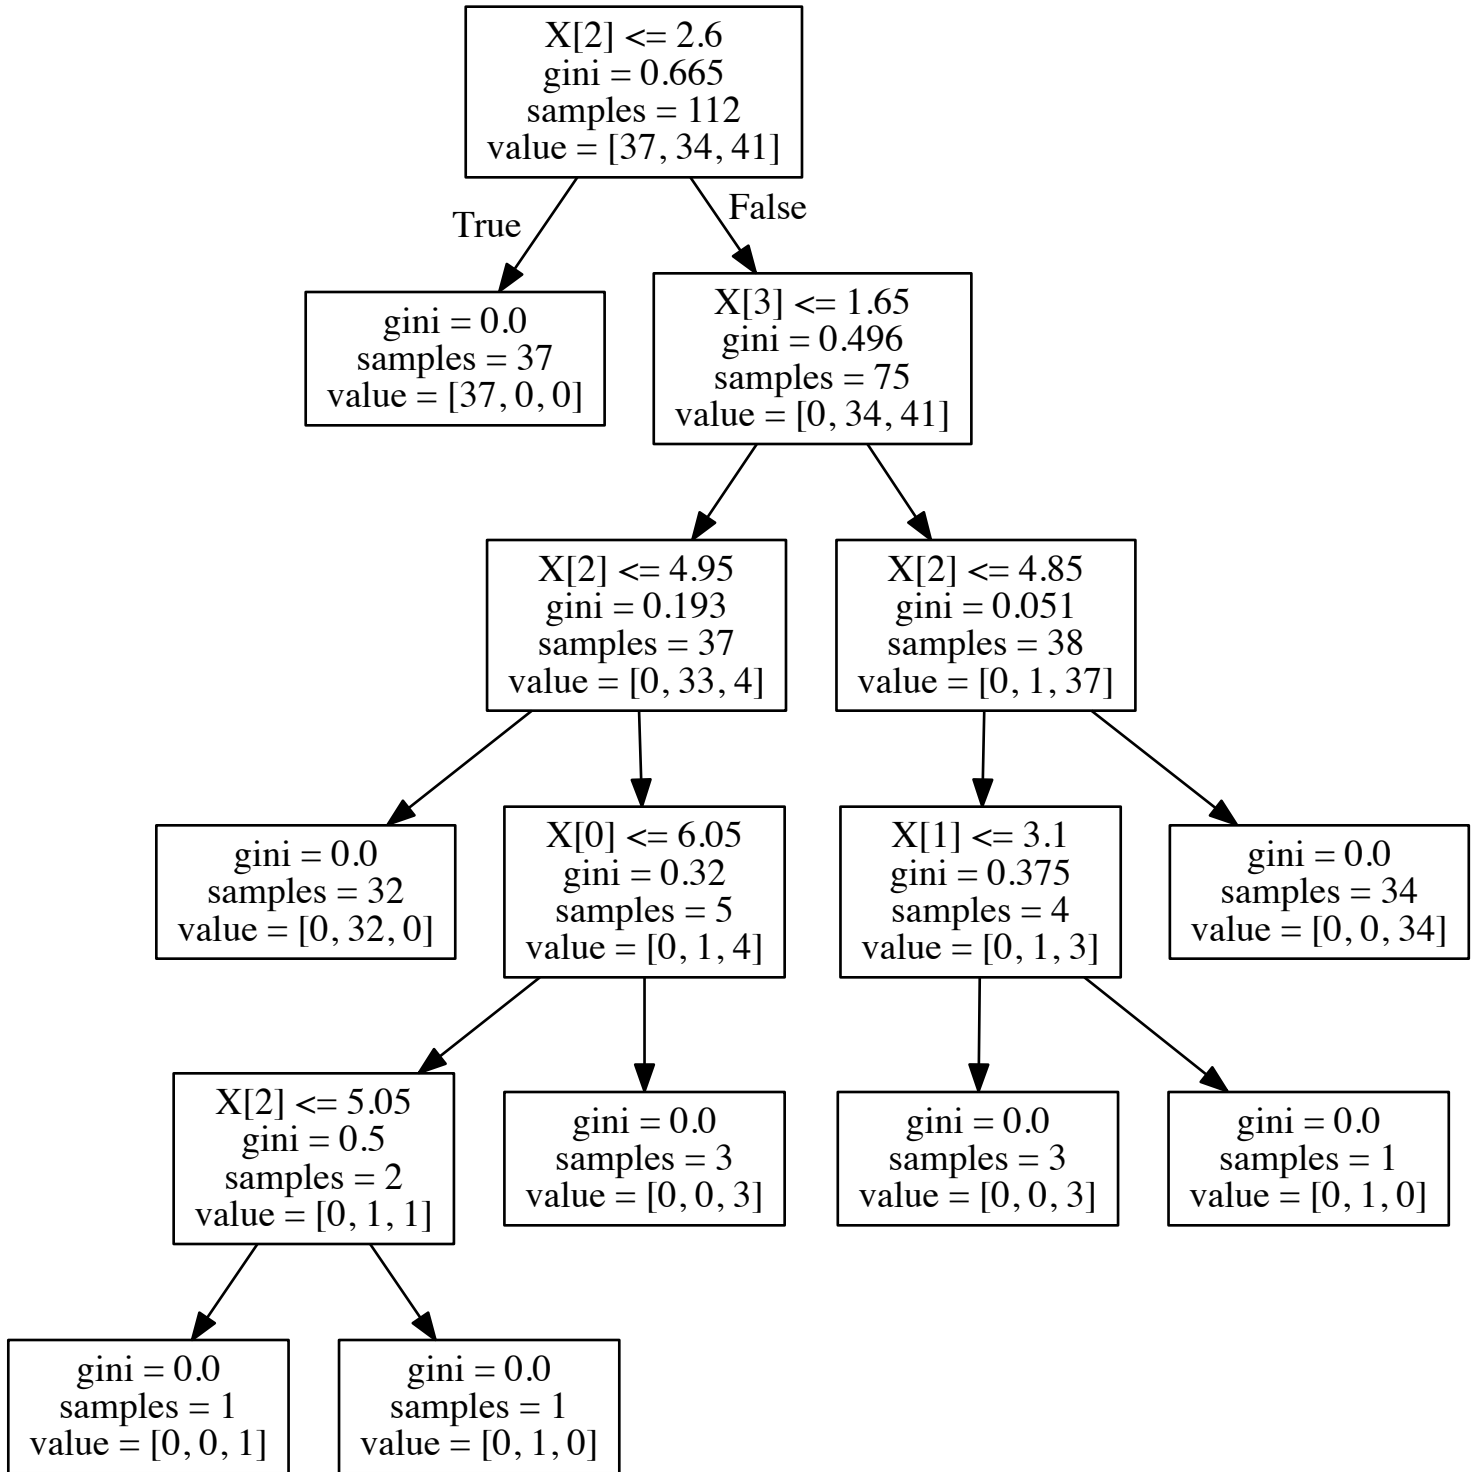 X[2] <= 2.6
gini = 0.665
samples = 112
value = [37, 34, 41]
True
False
gini = 0.0
samples = 37
value = [37, 0, 0]
X[3] <= 1.65
gini = 0.496
samples = 75
value = [0, 34, 41]
X[2] <= 4.95
gini = 0.193
samples = 37
value = [0, 33, 4]
X[2] <= 4.85
gini = 0.051
samples = 38
value = [0, 1, 37]
gini = 0.0
samples = 32
value = [0, 32, 0]
X[0] <= 6.05
gini = 0.32
samples = 5
value = [0, 1, 4]
X[1] <= 3.1
gini = 0.375
samples = 4
value = [0, 1, 3]
gini = 0.0
samples = 34
value = [0, 0, 34]
X[2] <= 5.05
gini = 0.5
samples = 2
value = [0, 1, 1]
gini = 0.0
samples = 3
value = [0, 0, 3]
gini = 0.0
samples = 3
value = [0, 0, 3]
gini = 0.0
samples = 1
value = [0, 1, 0]
gini = 0.0
samples = 1
value = [0, 0, 1]
gini = 0.0
samples = 1
value = [0, 1, 0]